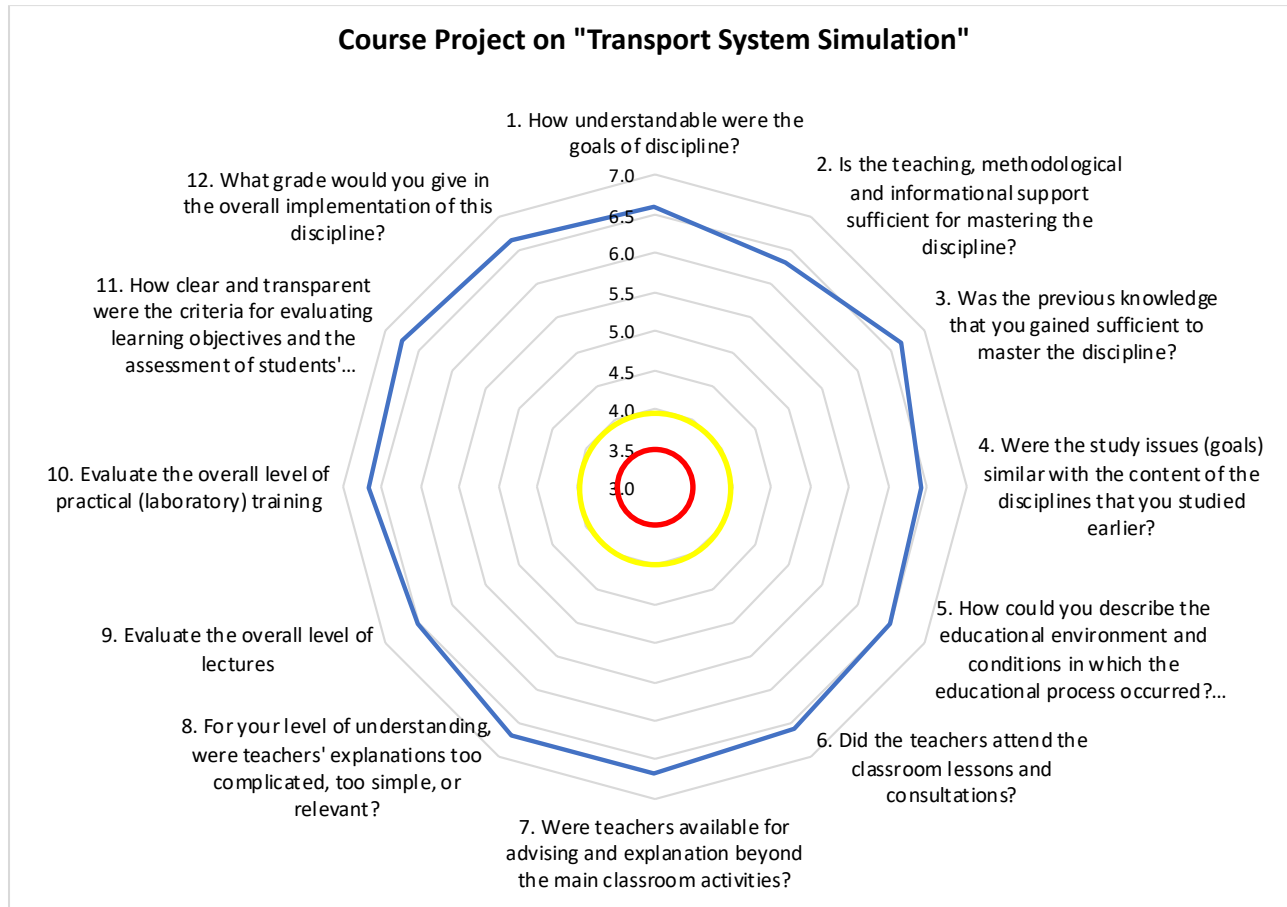 Course Project on "Transport System Simulation"
1. How understandable were the
goals of discipline?
2. Is the teaching, methodological
and informational support
sufficient for mastering the
discipline?
3. Was the previous knowledge
that you gained sufficient to
master the discipline?
4. Were the study issues (goals)
similar with the content of the
disciplines that you studied
earlier?
5. How could you describe the
educational environment and
conditions in which the
educational process occurred?...
6. Did the teachers attend the
classroom lessons and
consultations?
7. Were teachers available for
advising and explanation beyond
the main classroom activities?
8. For your level of understanding,
were teachers' explanations too
complicated, too simple, or
relevant?
9. Evaluate the overall level of
lectures
10. Evaluate the overall level of
practical (laboratory) training
11. How clear and transparent
were the criteria for evaluating
learning objectives and the
assessment of students'...
12. What grade would you give in
the overall implementation of this
discipline?
7.0
6.5
6.0
5.5
5.0
4.5
4.0
3.5
3.0